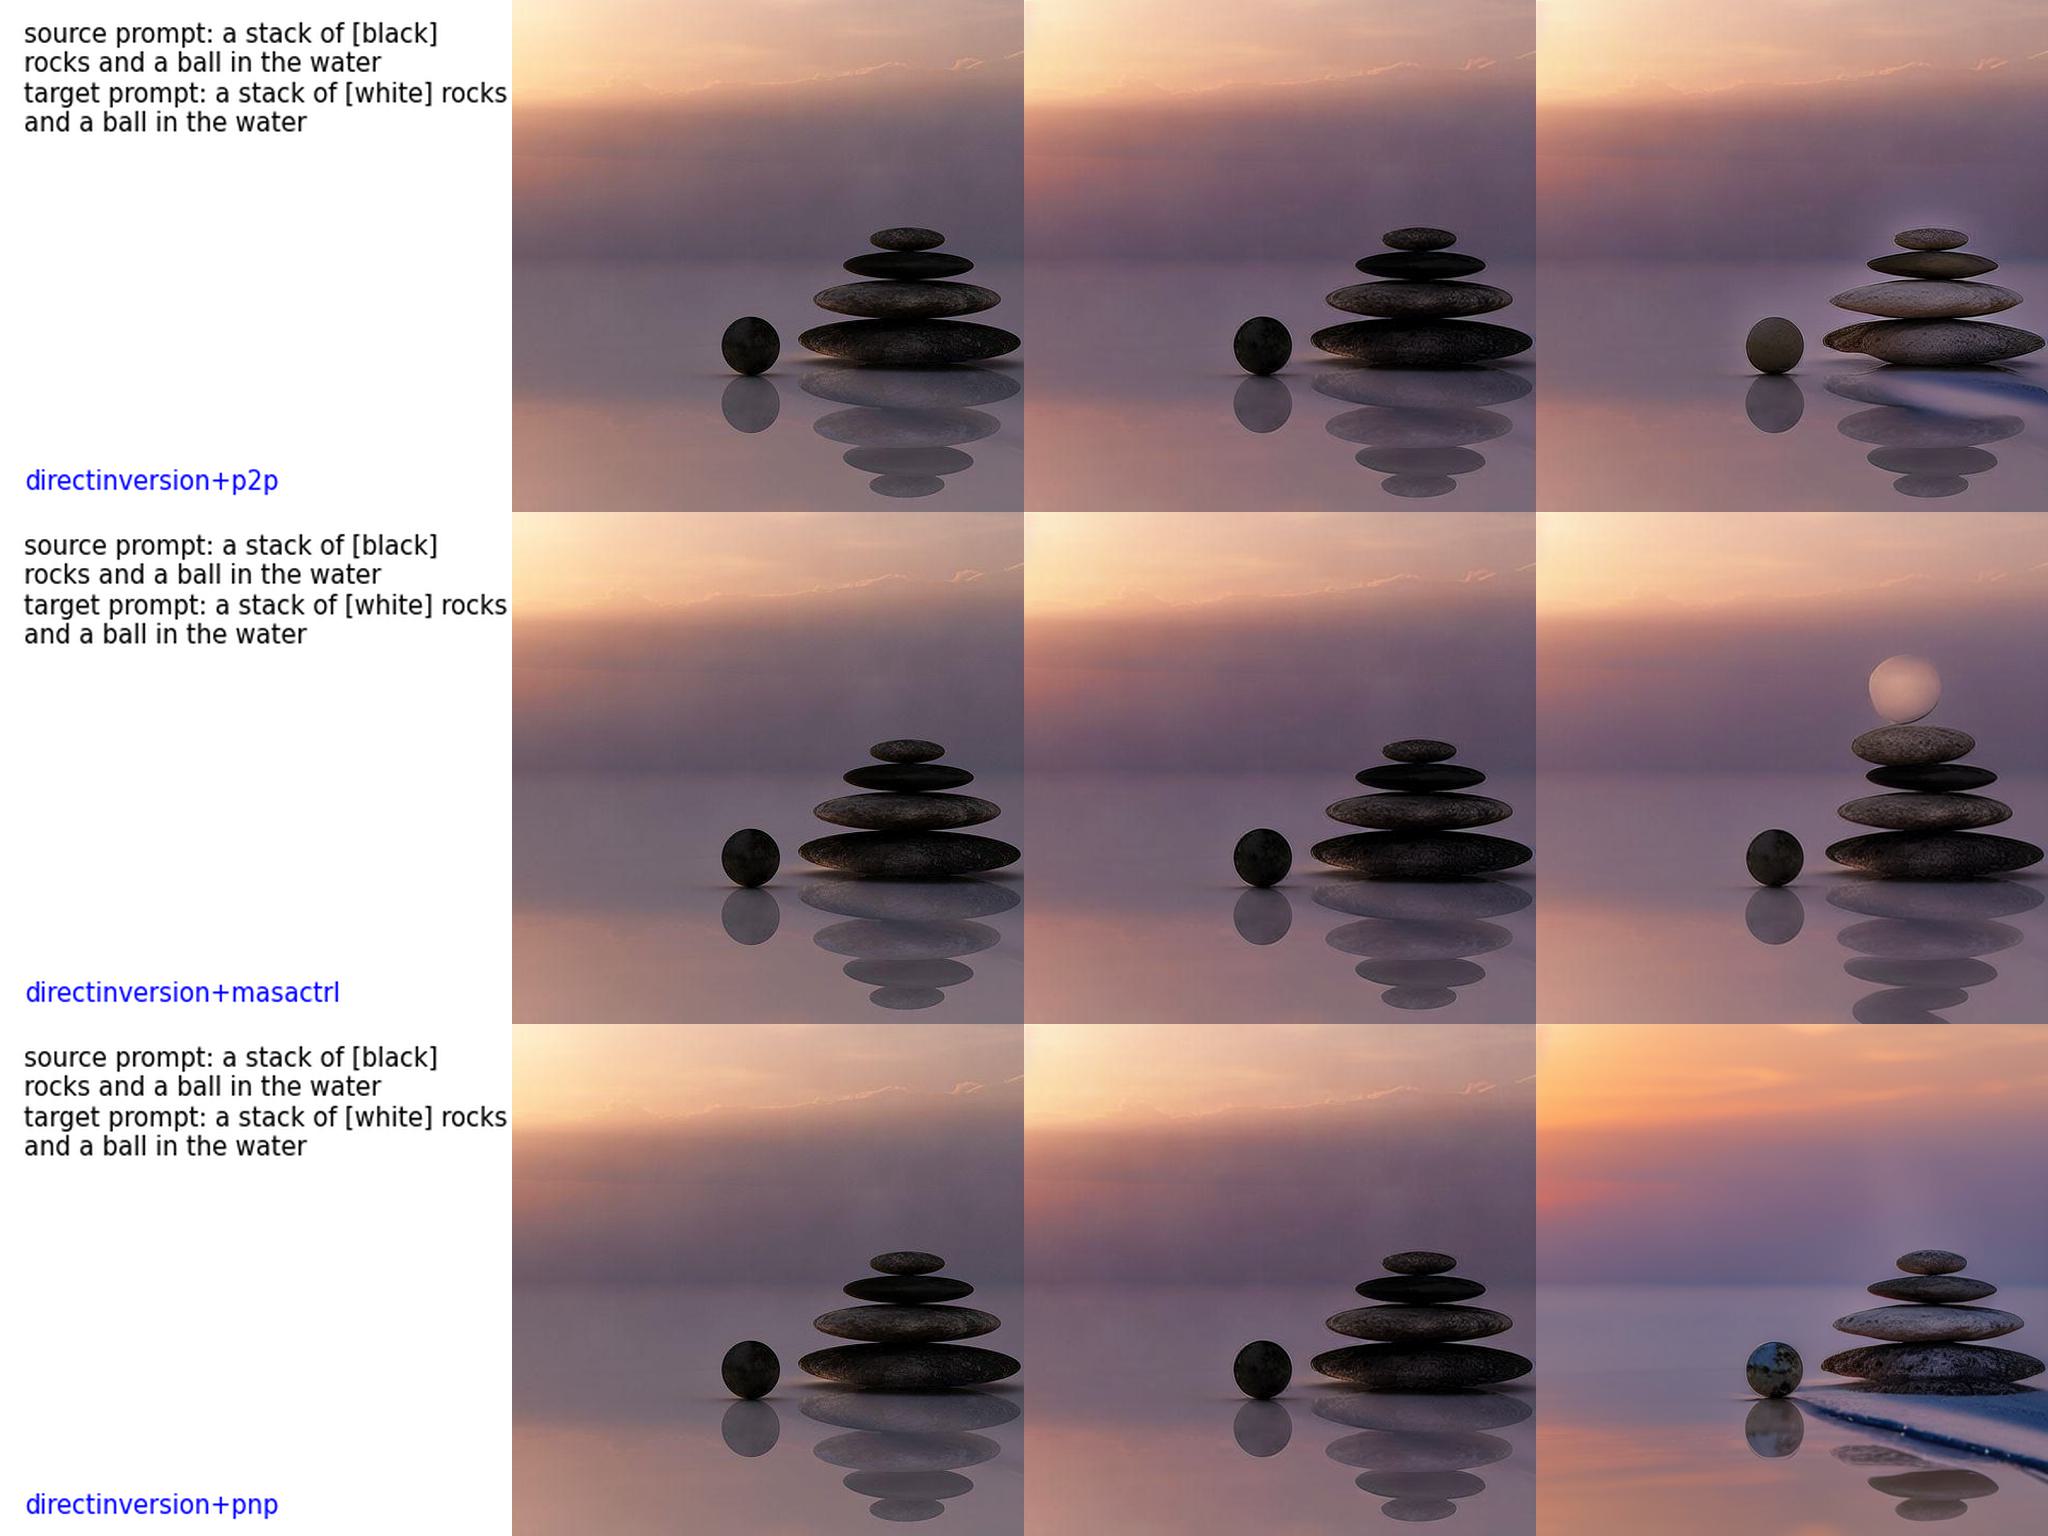 source prompt: a stack of [black]
rocks and a ball in the water
target prompt: a stack of [white] rocks
and a ball in the water
directinversion+p2p
source prompt: a stack of [black]
rocks and a ball in the water
target prompt: a stack of [white] rocks
and a ball in the water
directinversion+masactrl
source prompt: a stack of [black]
rocks and a ball in the water
target prompt: a stack of [white] rocks
and a ball in the water
directinversion+pnp